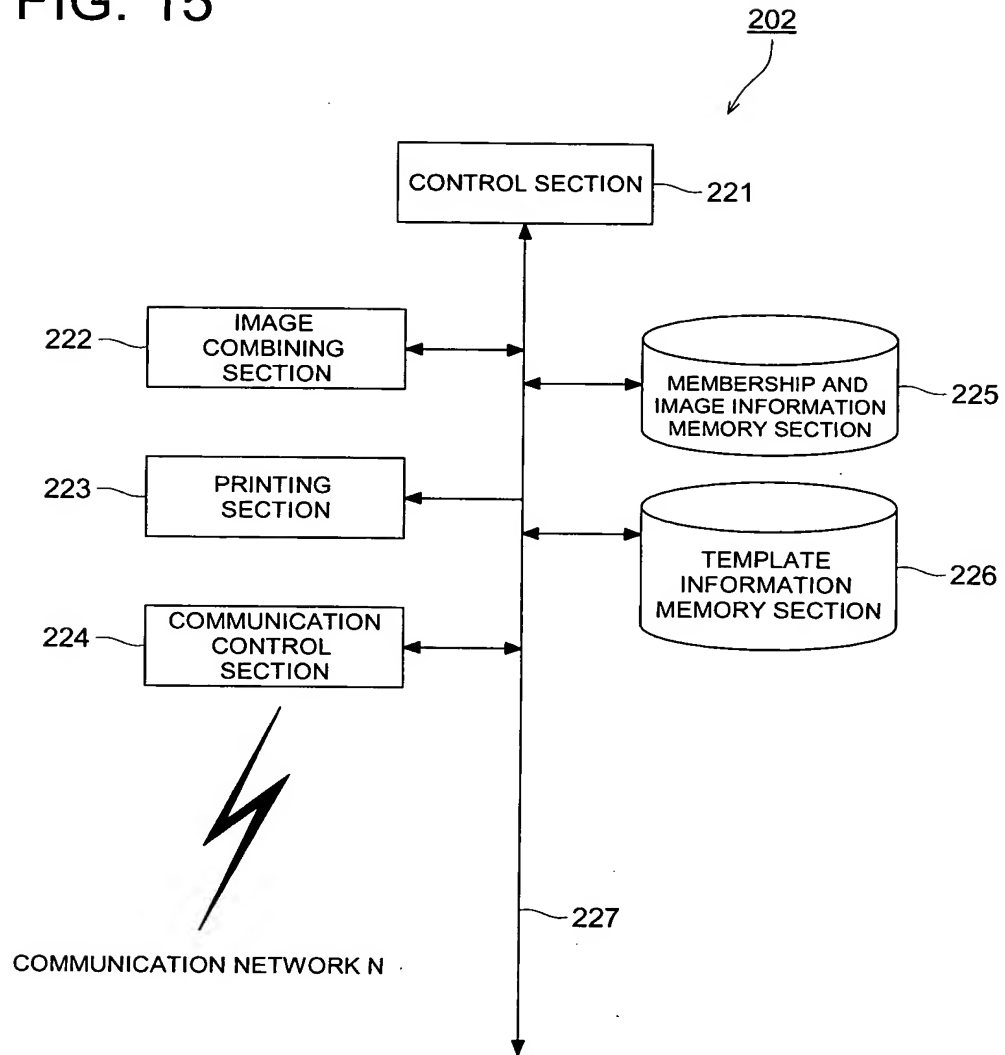 FIG. 15
202
CONTROL SECTION
221
222
IMAGE
COMBINING
SECTION
MEMBERSHIP AND
IMAGE INFORMATION
MEMORY SECTION
225
223
PRINTING
SECTION
TEMPLATE
INFORMATION
MEMORY SECTION
226
224
COMMUNICATION
CONTROL
SECTION
227
COMMUNICATION NETWORK N